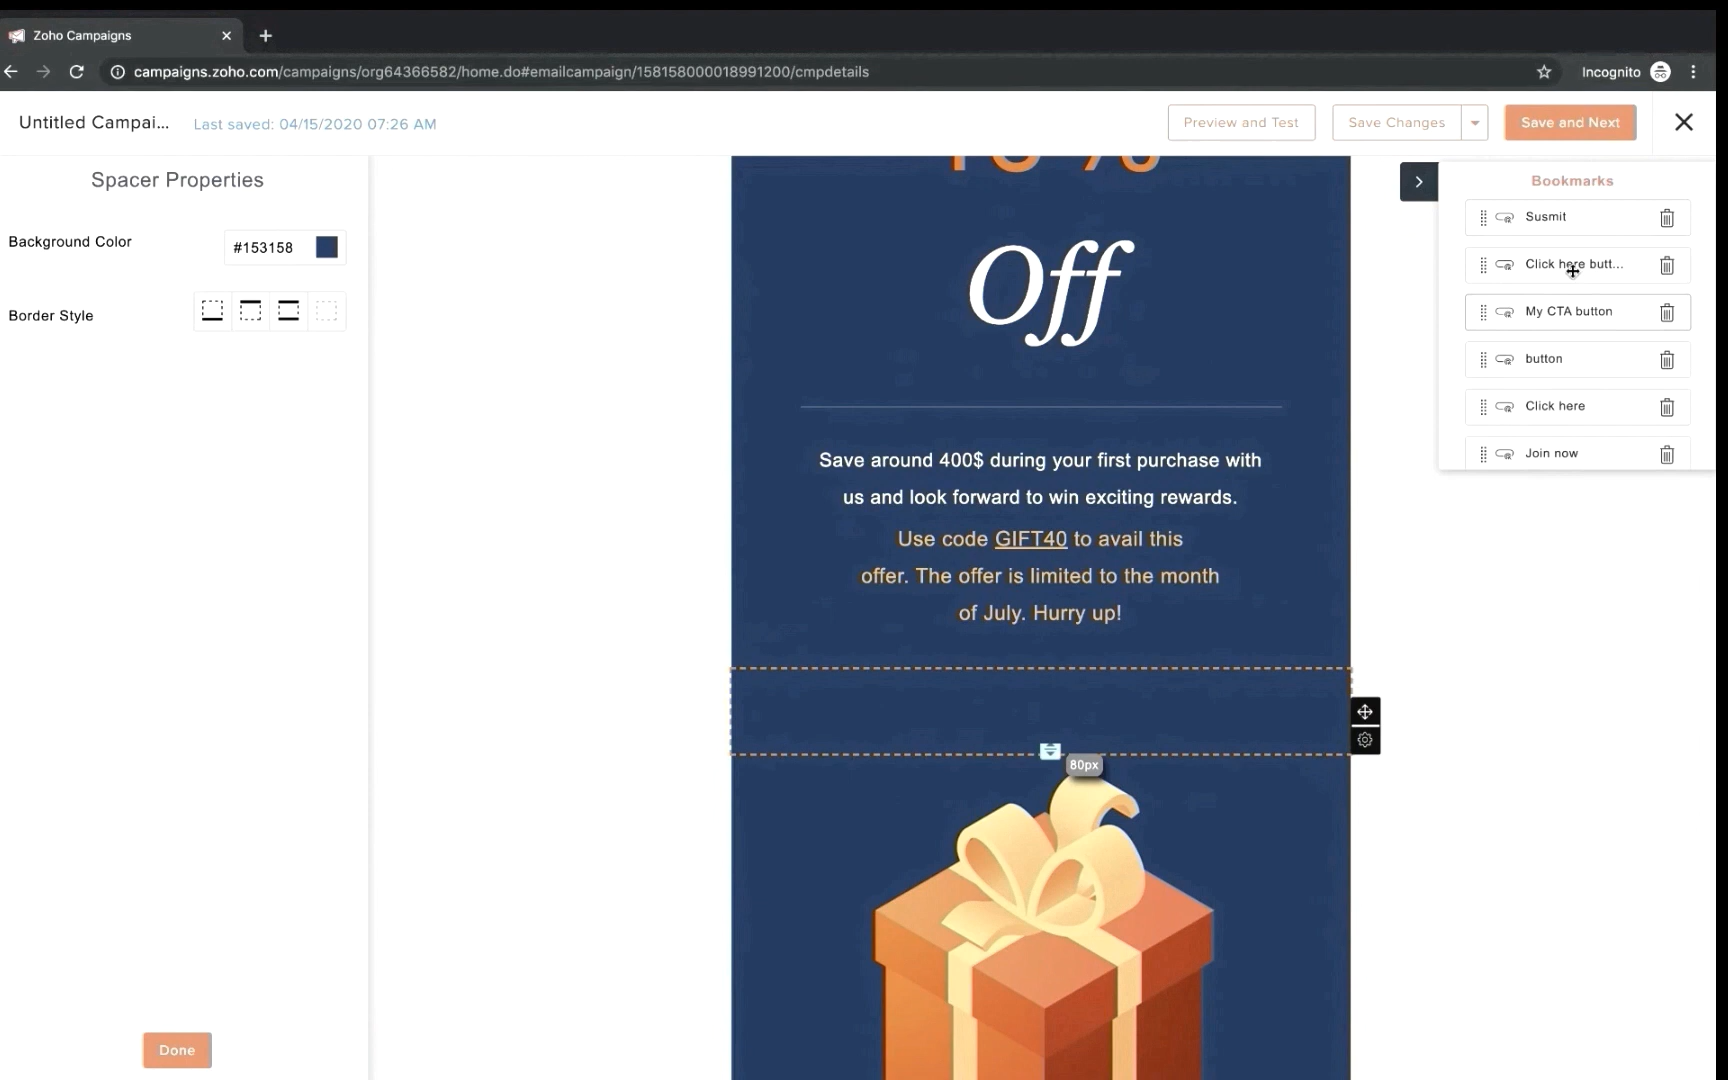 Zoho Campaigns
campaigns.zoho.com/campaigns/org64366582/home.do#emailcampaign/158158000018991200/cmpdetails
Incognito
Untitled Campai...
Last saved: 04/15/2020 07:26 AM
Preview and Test
Save Changes
Save and Next
Spacer Properties
Background Color
#153158
Border Style
Done
Off
Save around 400$ during your first purchase with
us and look forward to win exciting rewards.
Use code GIFT40 to avail this
offer. The offer is limited to the month
of July. Hurry up!
80px
Bookmarks
Susmit
Click here butt...
My CTA button
button
Click here
Join now